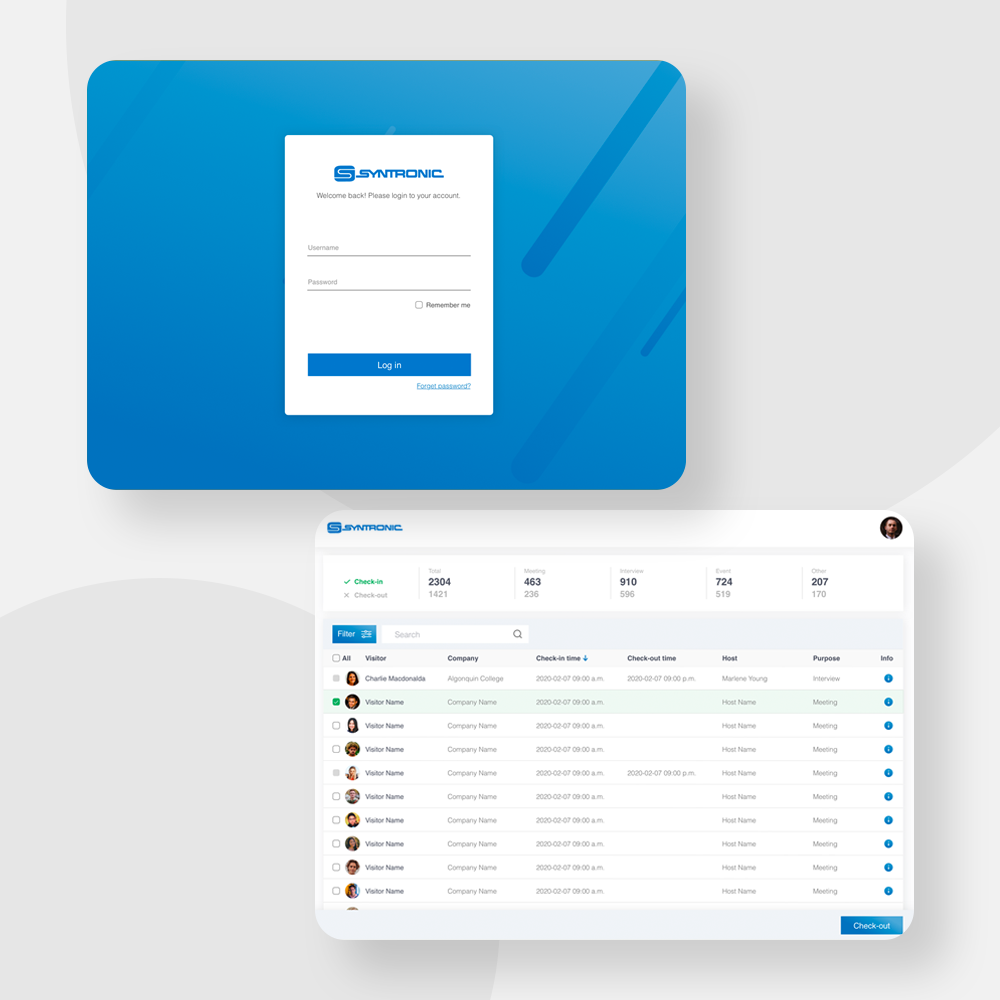 SYNTRONIC
Welcome back! Please login to your account.
Username
Password
Remember me
Log in
Forget password?
SYNTRONIC
Check-in
Check-out
Total
2304
1421
Meeting
463
236
Interview
910
596
Event
724
519
Other
207
170
Filter Search
All Visitor Company Check-in time Check-out time Host Purpose Info
Charlie Macdonalda Algonquin College 2020-02-07 09:00 a.m. 2020-02-07 09:00 p.m. Marlene Young Interview
Visitor Name Company Name 2020-02-07 09:00 a.m. Host Name Meeting
Visitor Name Company Name 2020-02-07 09:00 a.m. Host Name Meeting
Visitor Name Company Name 2020-02-07 09:00 a.m. Host Name Meeting
Visitor Name Company Name 2020-02-07 09:00 a.m. 2020-02-07 09:00 p.m. Host Name Meeting
Visitor Name Company Name 2020-02-07 09:00 a.m. Host Name Meeting
Visitor Name Company Name 2020-02-07 09:00 a.m. Host Name Meeting
Visitor Name Company Name 2020-02-07 09:00 a.m. Host Name Meeting
Visitor Name Company Name 2020-02-07 09:00 a.m. Host Name Meeting
Visitor Name Company Name 2020-02-07 09:00 a.m. Host Name Meeting
Check-out